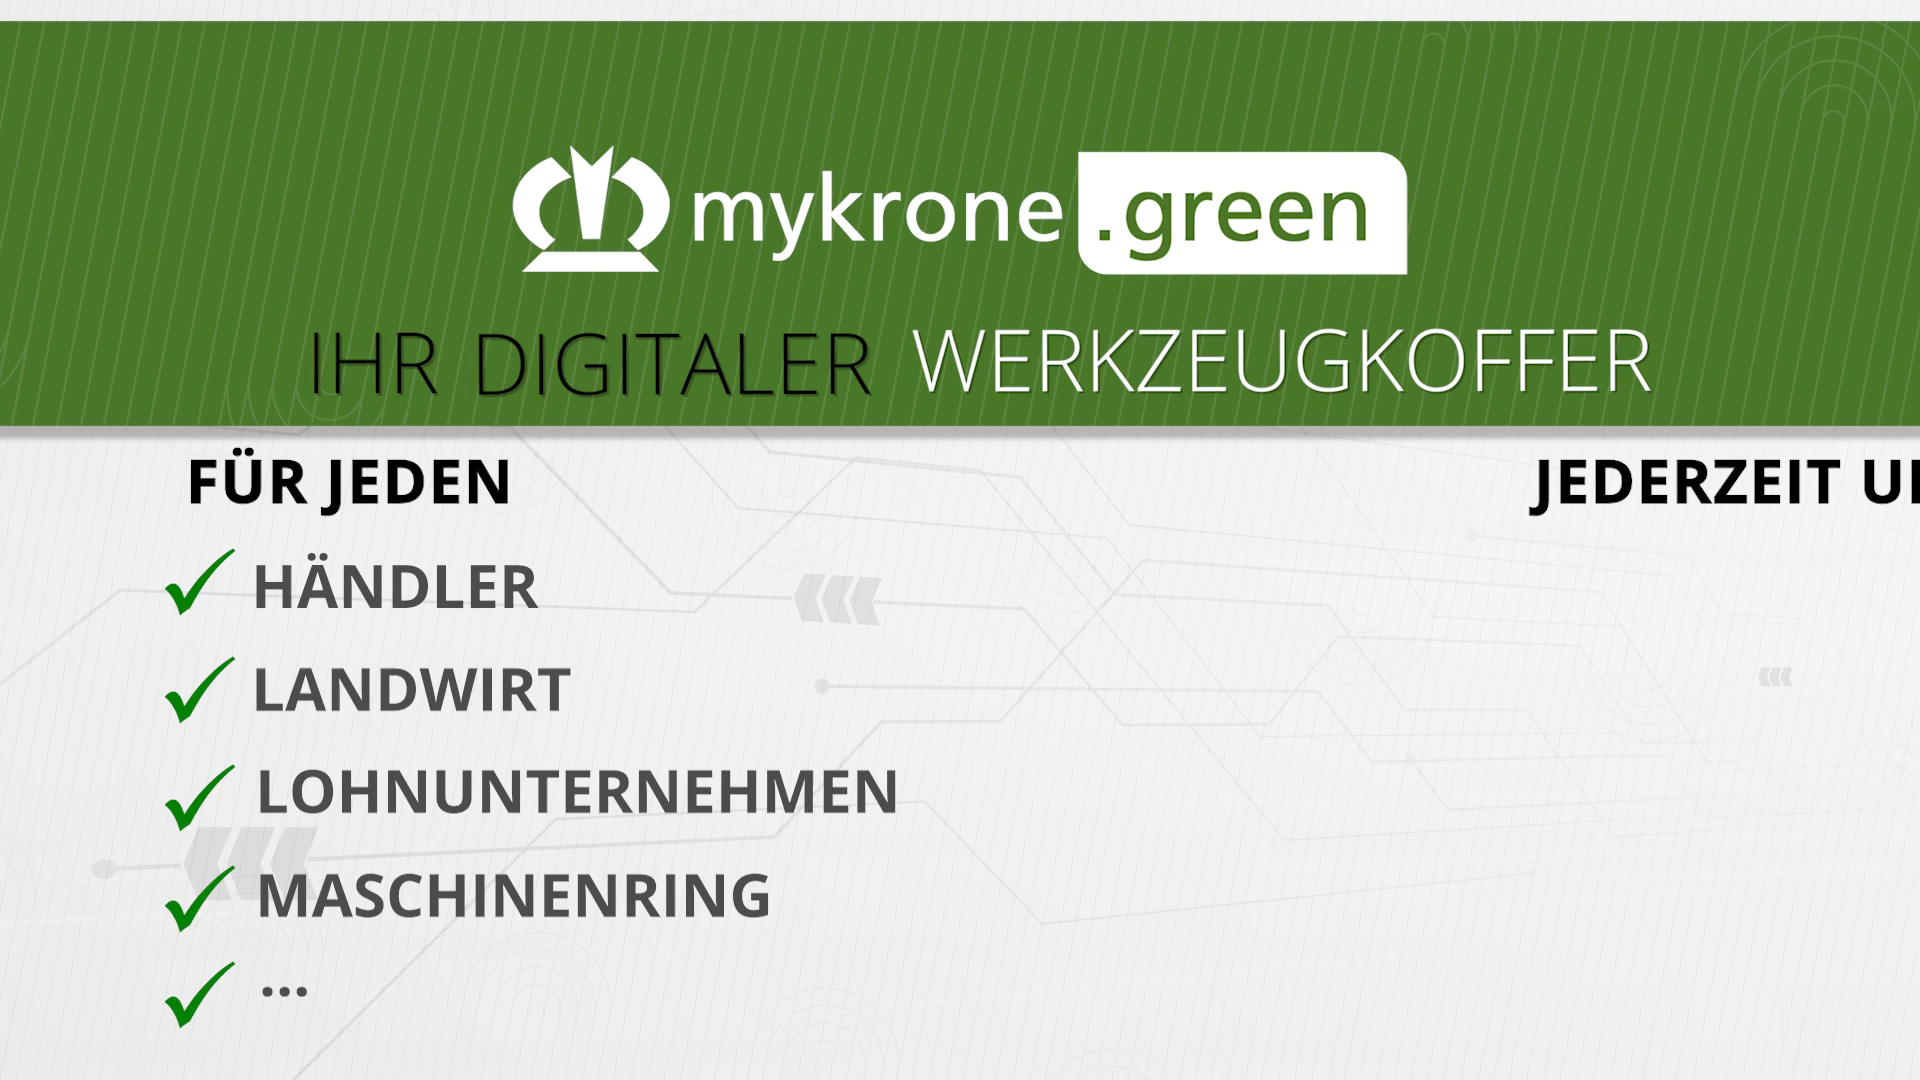 mykrone.green
IHR DIGITALER WERKZEUGKOFFER
FÜR JEDEN
HÄNDLER
LANDWIRT
LOHNUNTERNEHMEN
MASCHINENRING
...
JEDERZEIT